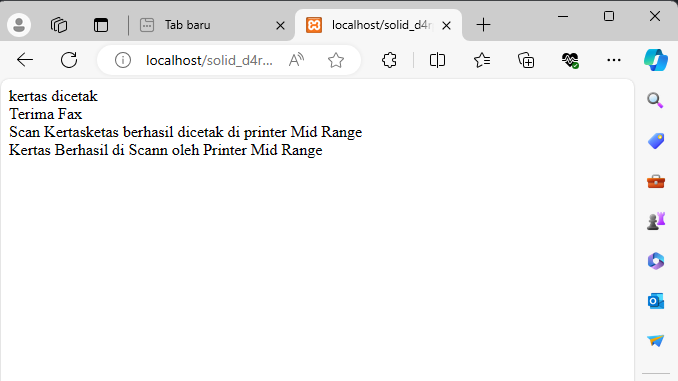 Tab baru
localhost/solid_d4r
localhost/solid_d4r...
kertas dicetak
Terima Fax
Scan Kertasketas berhasil dicetak di printer Mid Range
Kertas Berhasil di Scann oleh Printer Mid Range